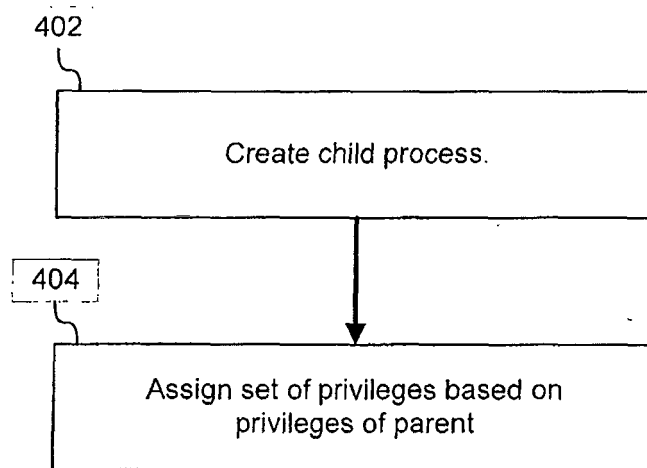 402
Create child process.
404
Assign set of privileges based on
privileges of parent